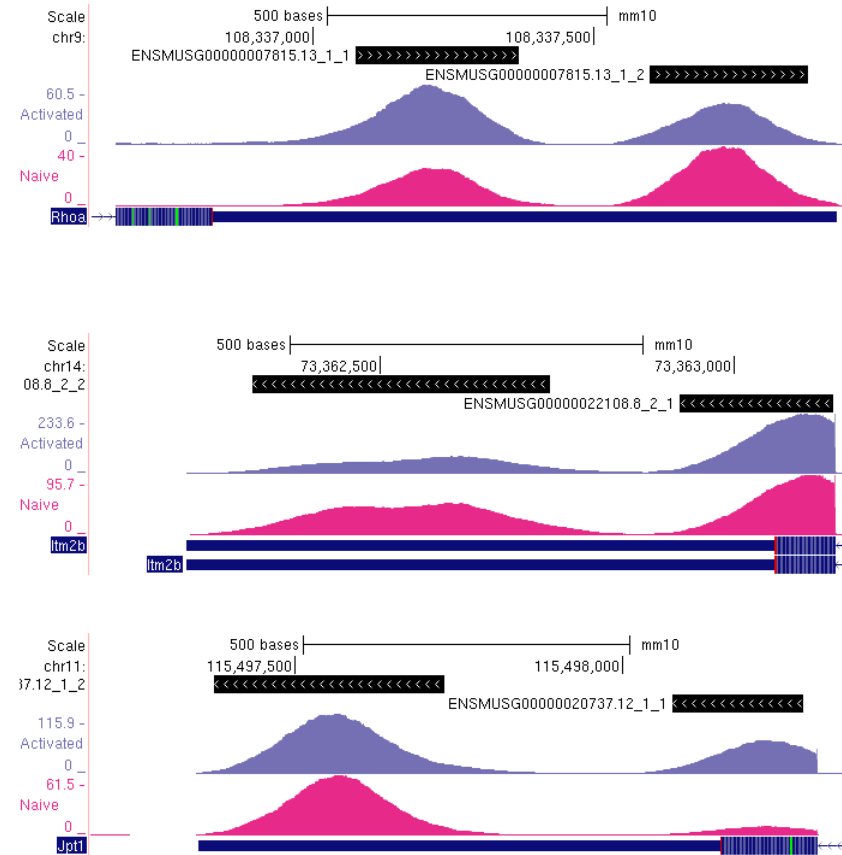 Scale 500 bases mm10
chr9: 108,337,000 108,337,500
ENSMUSG00000007815.13_1_1
ENSMUSG00000007815.13_1_2
60.5
Activated
0
40
Naive
0
Rhoa
Scale 500 bases mm10
chr14: 73,362,500 73,363,000
08.8_2_2
ENSMUSG00000022108.8_2_1
233.6
Activated
0
95.7
Naive
0
Itm2b
Itm2b
Scale 500 bases mm10
chr11: 115,497,500 115,498,000
37.12_1_2
ENSMUSG00000020737.12_1_1
115.9
Activated
0
61.5
Naive
0
Jpt1